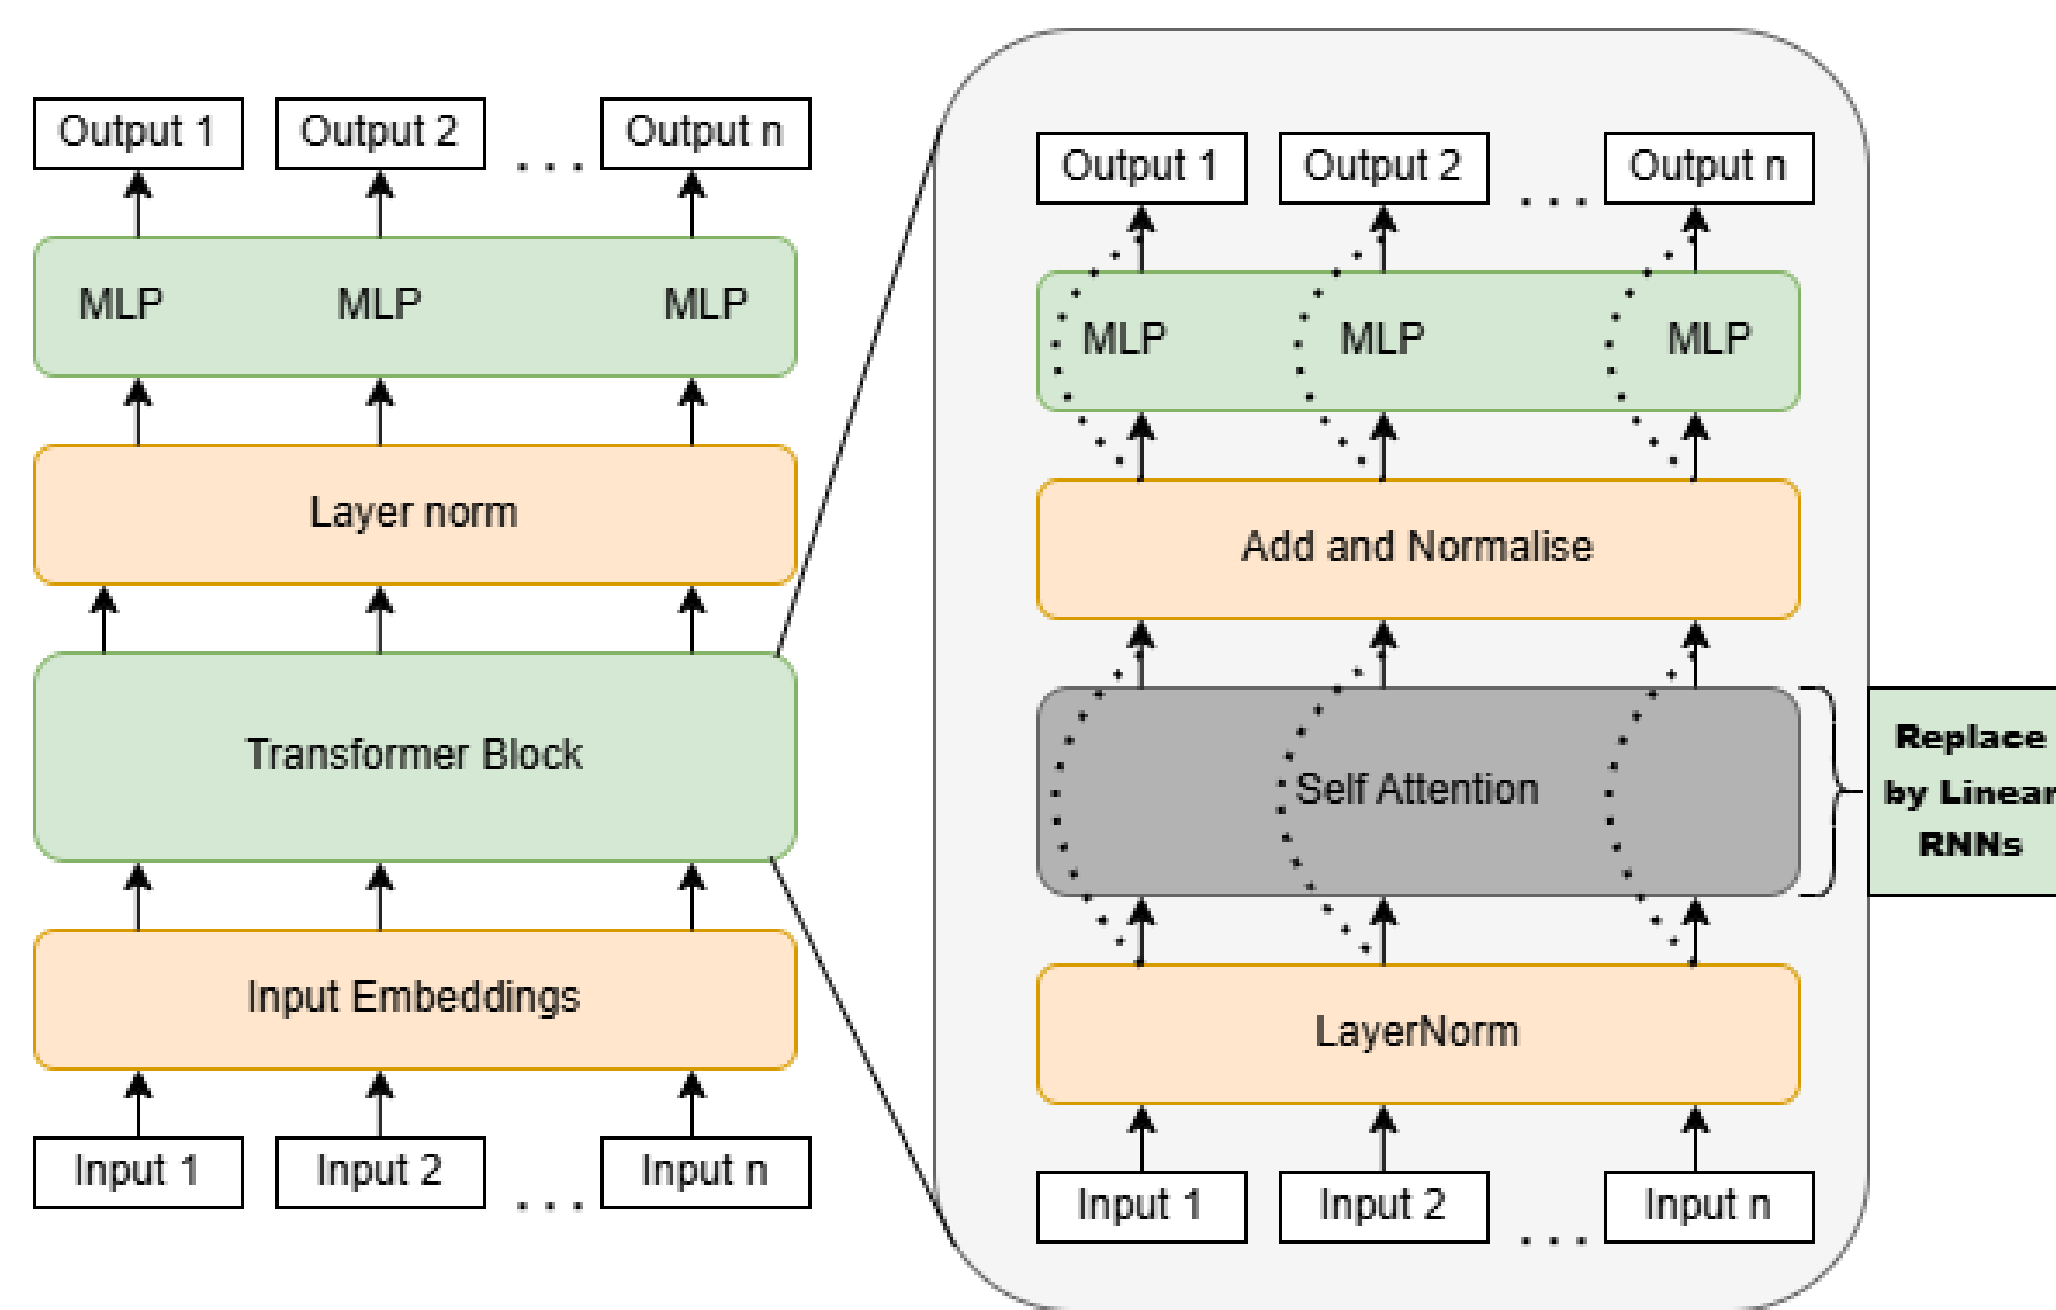 Output 1 Output 2 ... Output n
MLP MLP MLP
Layer norm
Transformer Block
Input Embeddings
Input 1 Input 2 ... Input n
Output 1 Output 2 ... Output n
MLP MLP MLP
Add and Normalise
Self Attention
LayerNorm
Input 1 Input 2 ... Input n
Replace
by Linear
RNNs